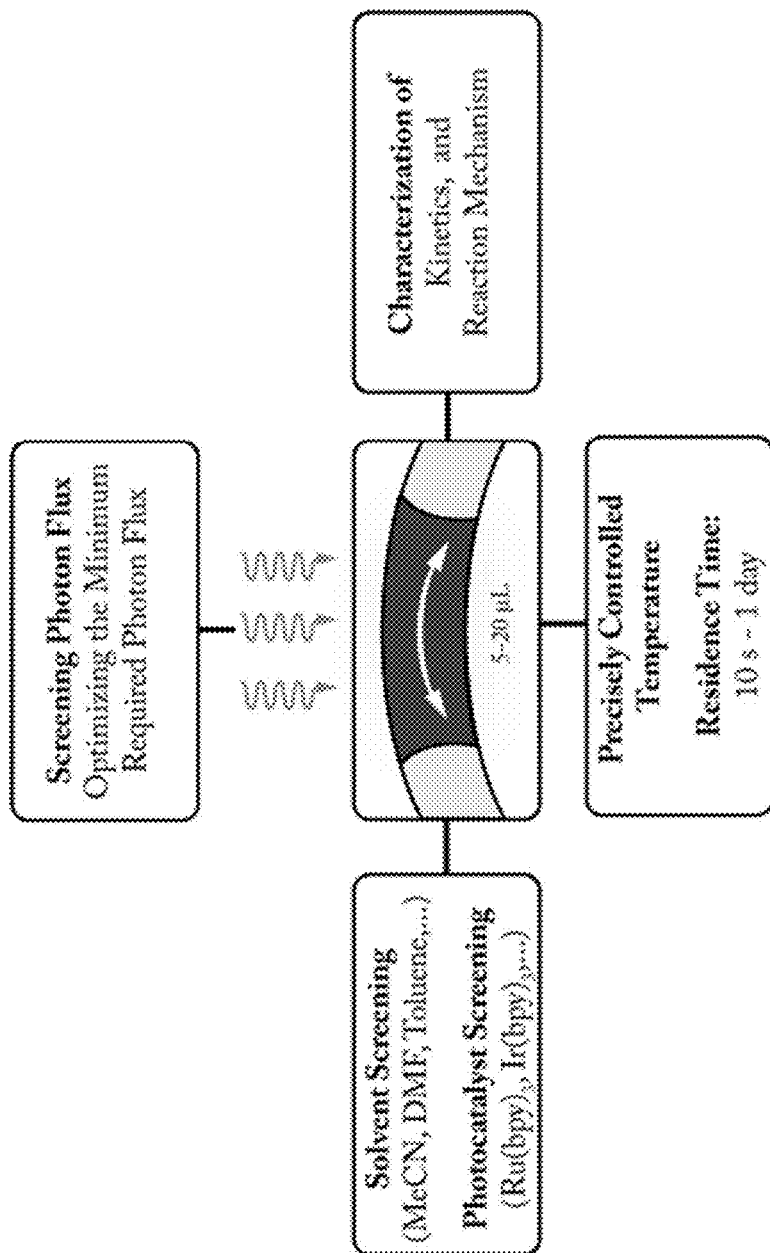 Screening Photon Flux
Optimizing the Minimum
Required Photon Flux
Solvent Screening
(MeCN, DMF, Toluene,...)
Photocatalyst Screening
(Ru(bpy)₃, Ir(bpy)₃,...)
5-20 µL
Characterization of
Kinetics, and
Reaction Mechanism
Precisely Controlled
Temperature
Residence Time:
10 s - 1 day